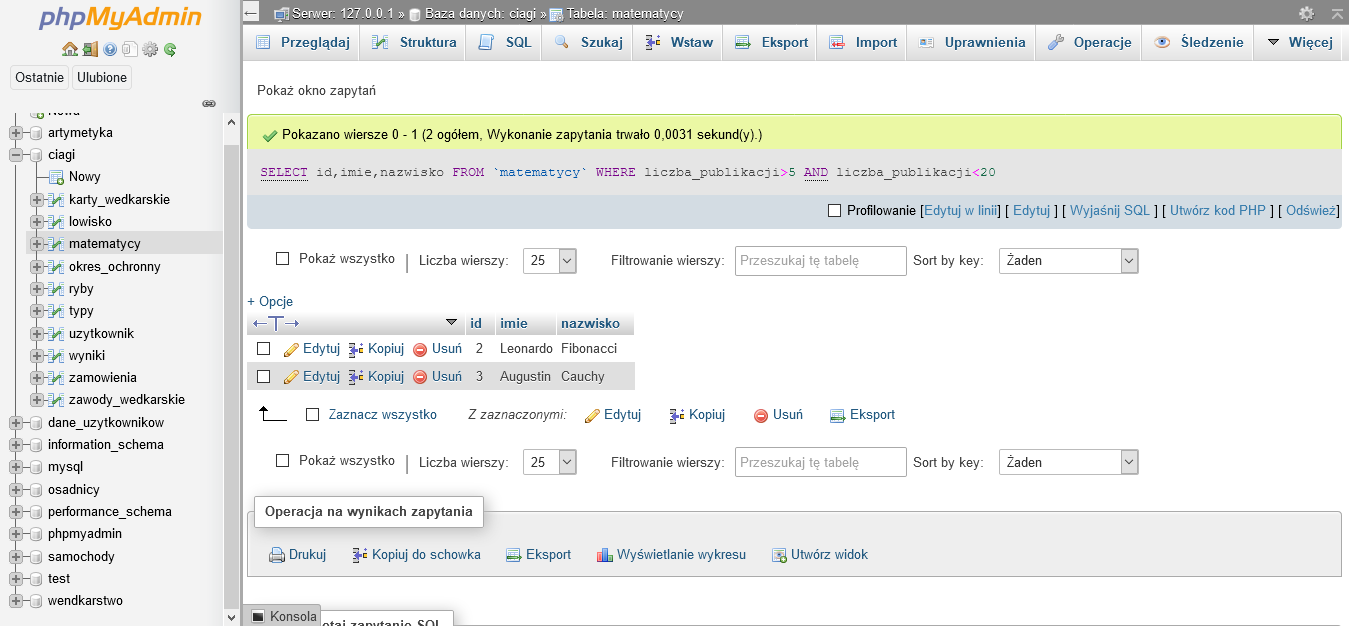 phpMyAdmin
Ostatnie Ulubione
Nowa
artymetyka
ciagi
Nowy
karty_wedkarskie
lowisko
matematycy
okres_ochronny
ryby
typy
uzytkownik
wyniki
zamowienia
zawody_wedkarskie
dane_uzytkownikow
information_schema
mysql
osadnicy
performance_schema
phpmyadmin
samochody
test
wendkarstwo
Serwer: 127.0.0.1 » Baza danych: ciagi » Tabela: matematycy
Przeglądaj Struktura SQL Szukaj Wstaw Eksport Import Uprawnienia Operacje Śledzenie Więcej
Pokaż okno zapytań
Pokazano wiersze 0 - 1 (2 ogółem, Wykonanie zapytania trwało 0,0031 sekund(y).)
SELECT id,imie,nazwisko FROM `matematycy` WHERE liczba_publikacji>5 AND liczba_publikacji<20
Profilowanie [Edytuj w linii] [ Edytuj ] [ Wyjaśnij SQL ] [ Utwórz kod PHP ] [ Odśwież]
Pokaż wszystko | Liczba wierszy: 25 Filtrowanie wierszy: Przeszukaj tę tabelę Sort by key: Żaden
+ Opcje
←T→ id imie nazwisko
Edytuj Kopiuj Usuń 2 Leonardo Fibonacci
Edytuj Kopiuj Usuń 3 Augustin Cauchy
Zaznacz wszystko Z zaznaczonymi: Edytuj Kopiuj Usuń Eksport
Pokaż wszystko | Liczba wierszy: 25 Filtrowanie wierszy: Przeszukaj tę tabelę Sort by key: Żaden
Operacja na wynikach zapytania
Drukuj Kopiuj do schowka Eksport Wyświetlanie wykresu Utwórz widok
Konsola
zapytanie SQL